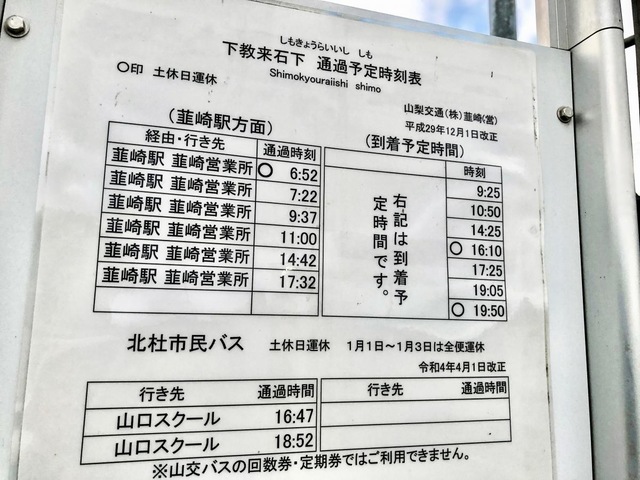 しもきょうらいいし しも
下教来石下 通過予定時刻表
Shimokyouraiishi shimo
〇印 土休日運休
山梨交通(株)韮崎(営)
平成29年12月1日改正
(韮崎駅方面)
(到着予定時間)
経由・行き先 通過時刻
韮崎駅 韮崎営業所 〇 6:52
韮崎駅 韮崎営業所 7:22
韮崎駅 韮崎営業所 9:37
韮崎駅 韮崎営業所 11:00
韮崎駅 韮崎営業所 14:42
韮崎駅 韮崎営業所 17:32
右記は到着予
定時間です。
時刻
9:25
10:50
14:25
〇 16:10
17:25
19:05
〇 19:50
北杜市民バス 土休日運休 1月1日～1月3日は全便運休
令和4年4月1日改正
行き先 通過時間 行き先 通過時間
山口スクール 16:47
山口スクール 18:52
※山交バスの回数券・定期券ではご利用できません。